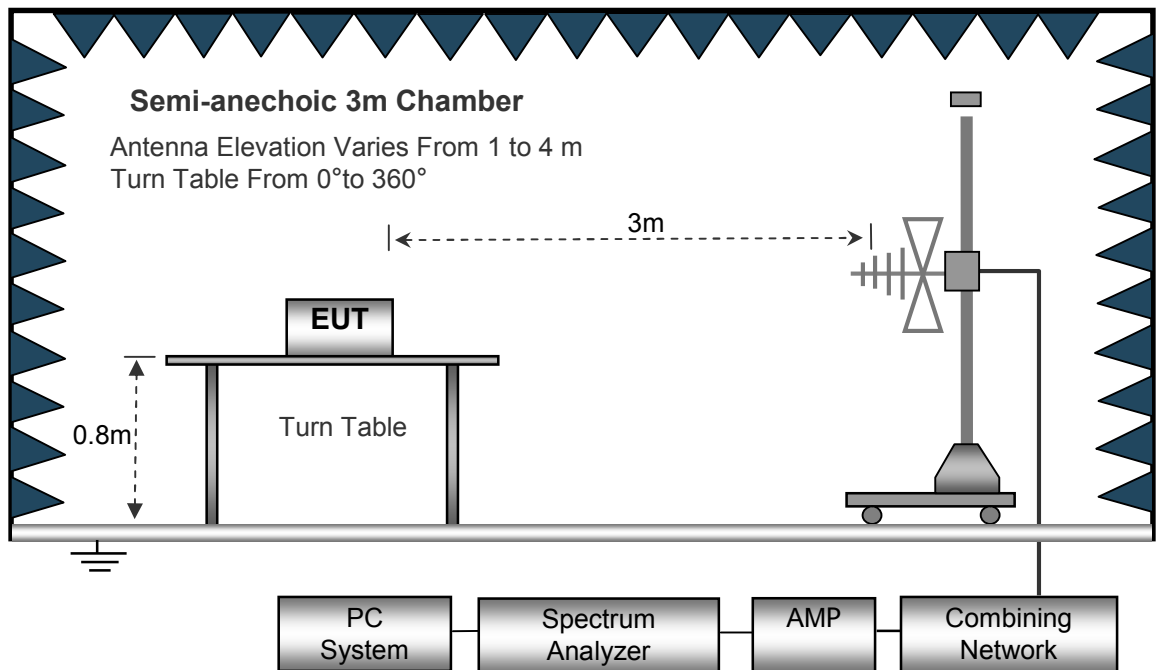 Semi-anechoic 3m Chamber
Antenna Elevation Varies From 1 to 4 m
Turn Table From 0°to 360°
3m
EUT
0.8m
Turn Table
PC
System
Spectrum
Analyzer
AMP
Combining
Network